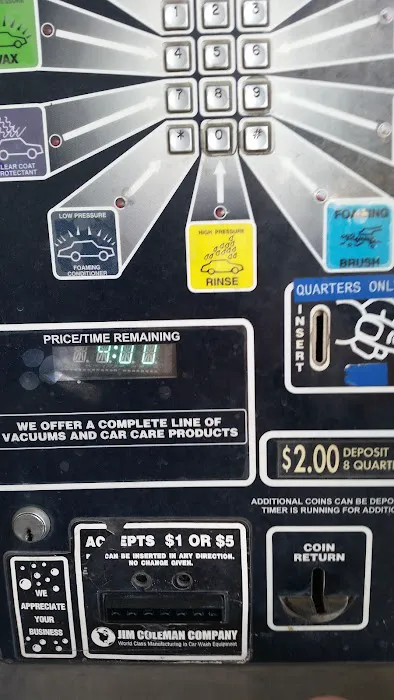 1 2 3
4 5 6
7 8 9
* 0 #
LEAR COAT
ROTECTANT
LOW PRESSURE
FOAMING
CONDITIONER
HIGH PRESSURE
RINSE
FOAMING
BRUSH
QUARTERS ONL
INSERT
PRICE/TIME REMAINING
4:00
WE OFFER A COMPLETE LINE OF
VACUUMS AND CAR CARE PRODUCTS
$2.00 DEPOSIT
8 QUART
ADDITIONAL COINS CAN BE DEPO
TIMER IS RUNNING FOR ADDITIO
AC EPTS $1 OR $5
CAN BE INSERTED IN ANY DIRECTION.
NO CHANGE GIVEN.
JIM COLEMAN COMPANY
World Class Manufacturing in Car Wash Equipment
WE
APPRECIATE
YOUR
BUSINESS
COIN
RETURN